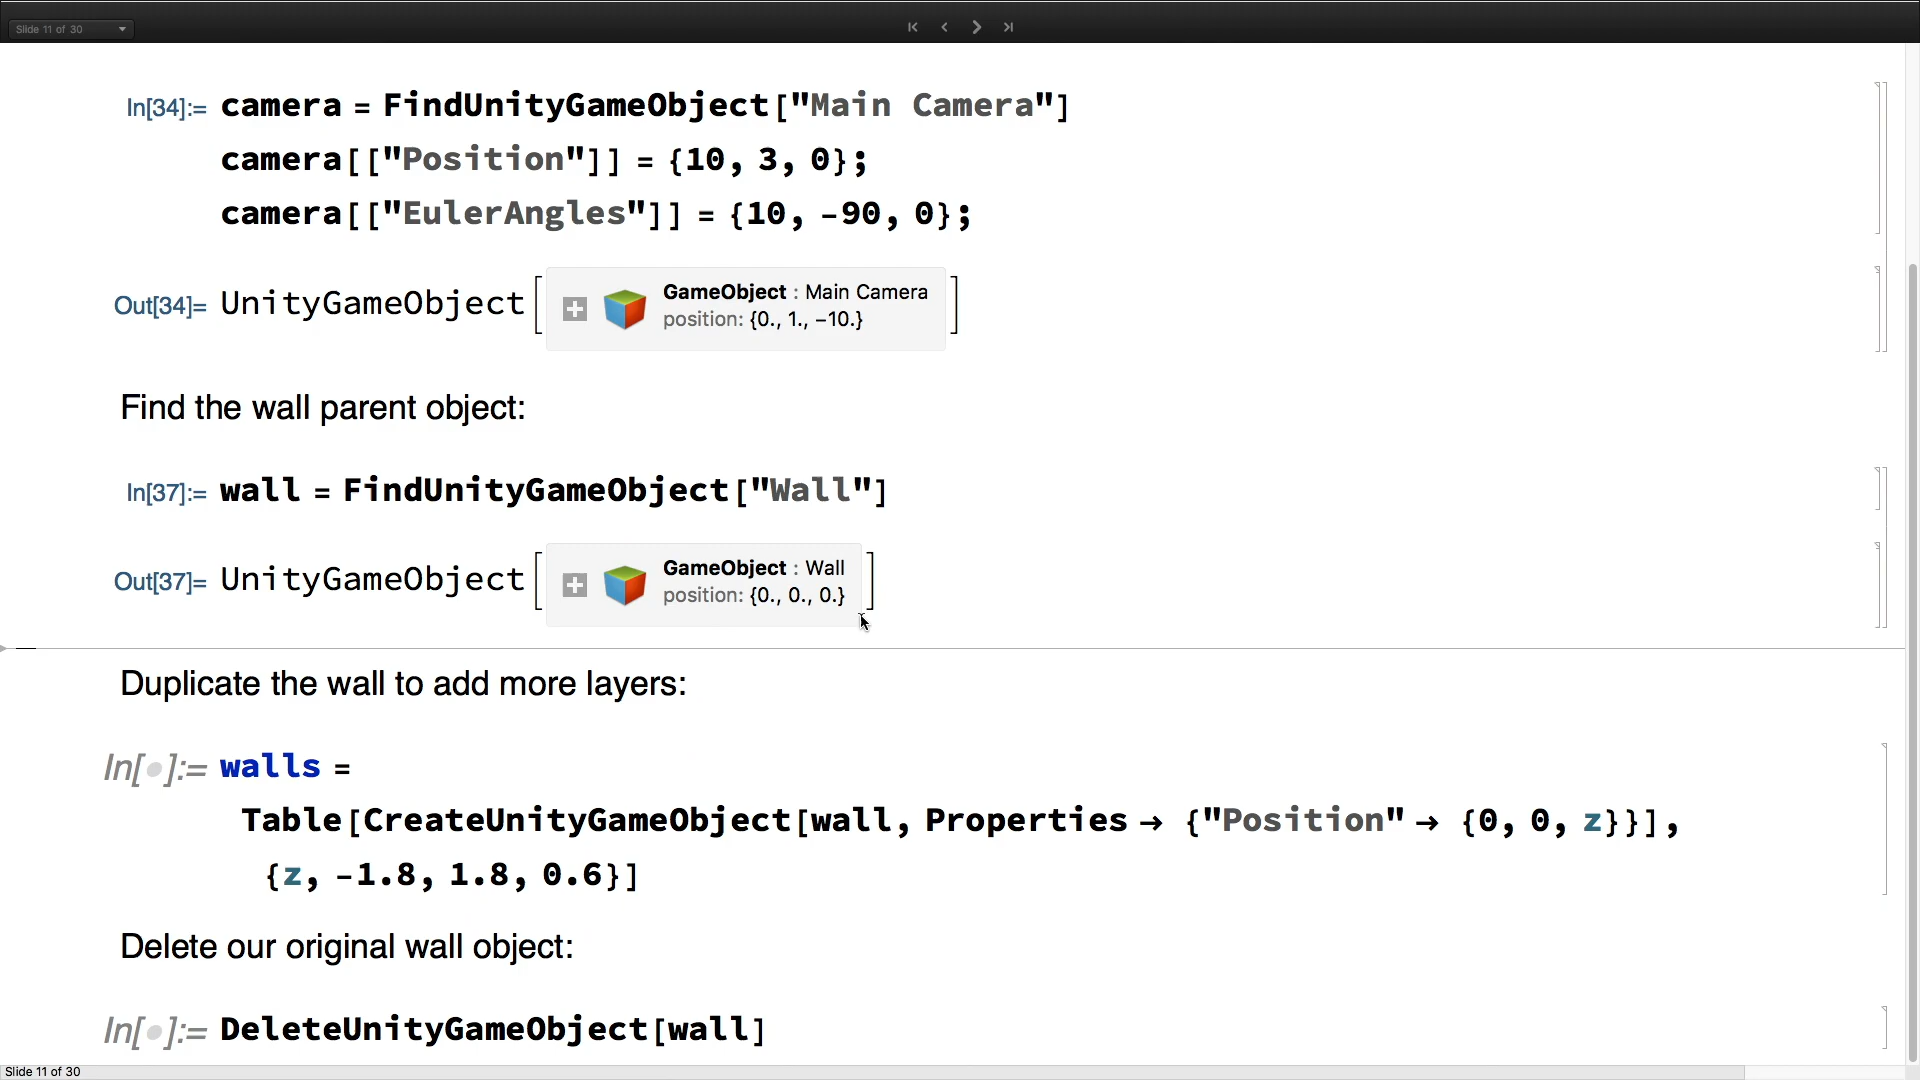 Slide 11 of 30
In[34]:= camera = FindUnityGameObject["Main Camera"]
camera[["Position"]] = {10, 3, 0};
camera[["EulerAngles"]] = {10, -90, 0};
Out[34]= UnityGameObject[ GameObject : Main Camera
position: {0., 1., -10.} ]
Find the wall parent object:
In[37]:= wall = FindUnityGameObject["Wall"]
Out[37]= UnityGameObject[ GameObject : Wall
position: {0., 0., 0.} ]
Duplicate the wall to add more layers:
In[•]:= walls =
Table[CreateUnityGameObject[wall, Properties → {"Position" → {0, 0, z}}],
{z, -1.8, 1.8, 0.6}]
Delete our original wall object:
In[•]:= DeleteUnityGameObject[wall]
Slide 11 of 30